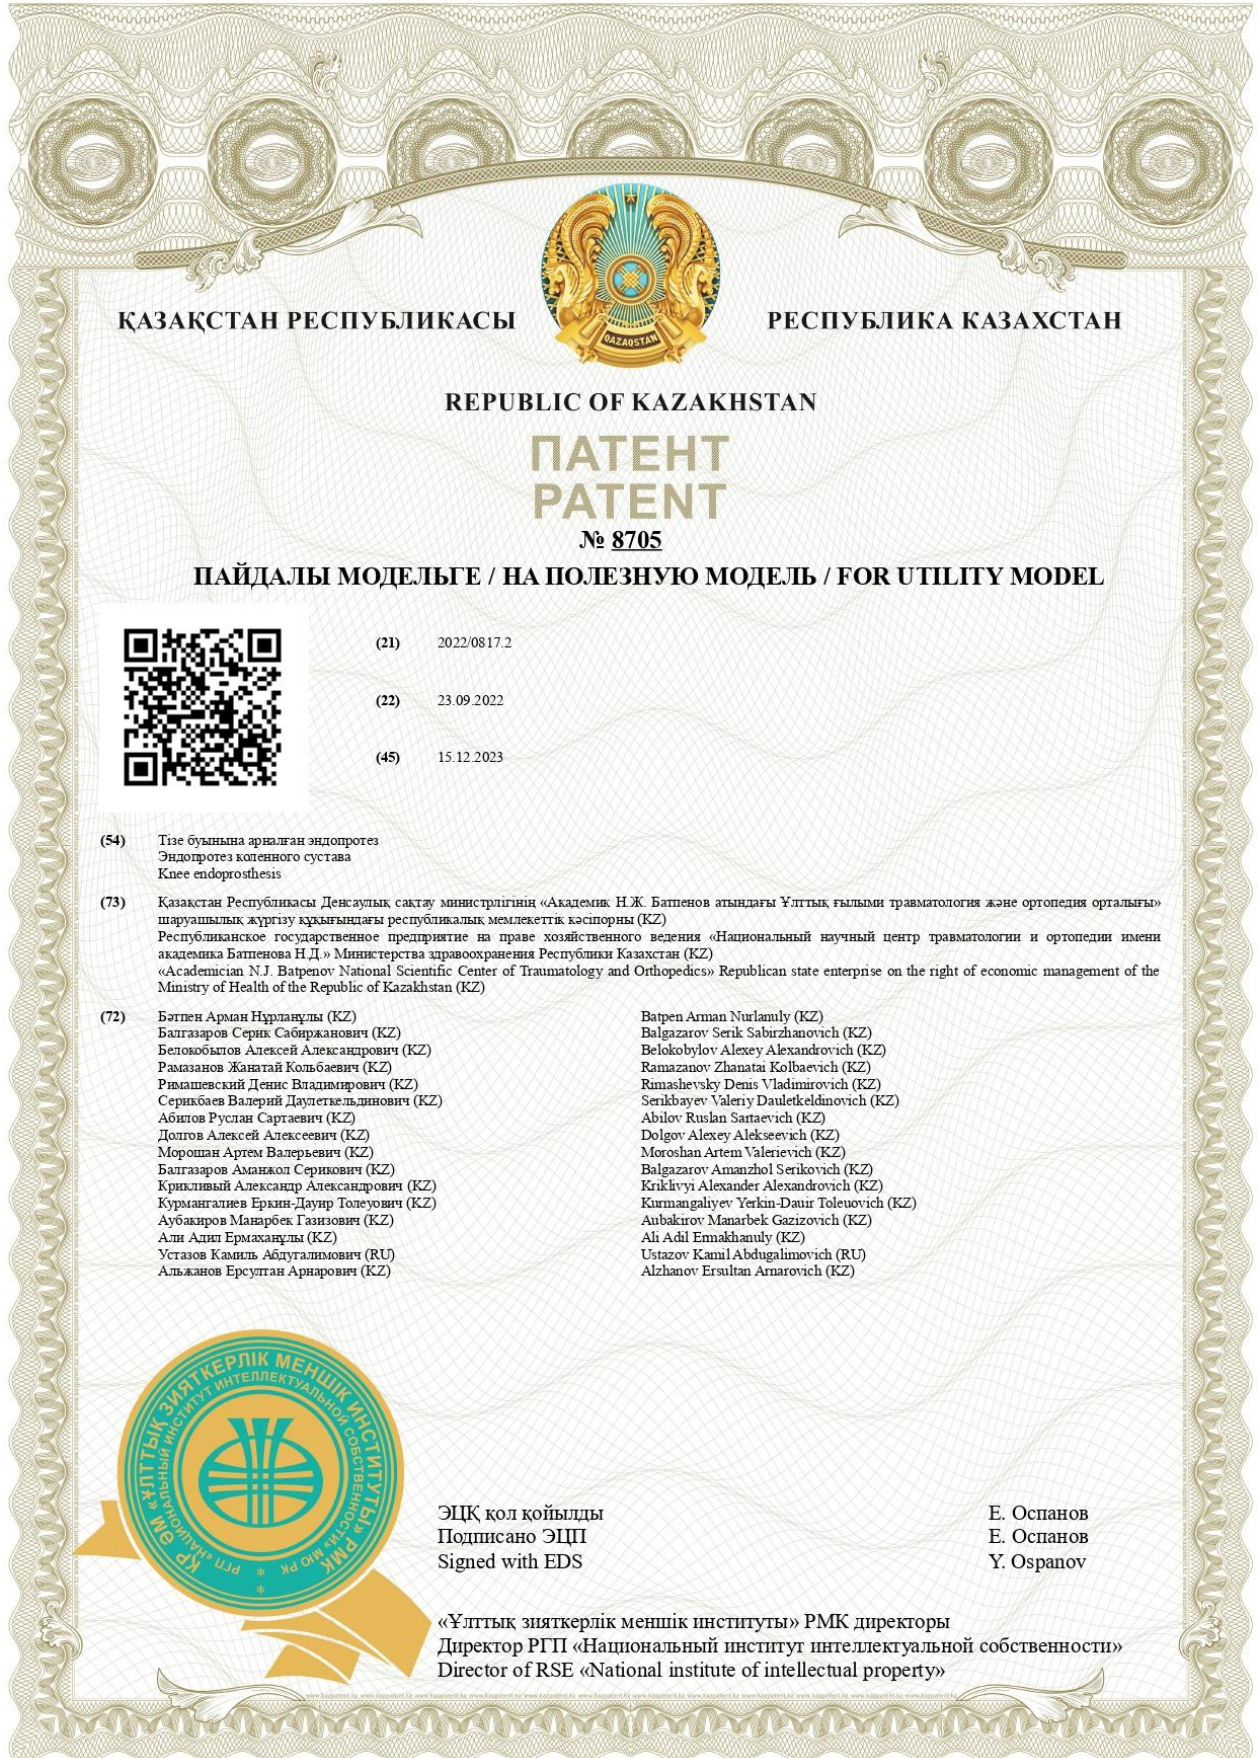 ҚАЗАҚСТАН РЕСПУБЛИКАСЫ
РЕСПУБЛИКА КАЗАХСТАН
QAZAQSTAN
REPUBLIC OF KAZAKHSTAN
ПАТЕНТ
PATENT
№ 8705
ПАЙДАЛЫ МОДЕЛЬГЕ / НА ПОЛЕЗНУЮ МОДЕЛЬ / FOR UTILITY MODEL
(21) 2022/0817.2
(22) 23.09.2022
(45) 15.12.2023
(54) Тізе буынына арналған эндопротез
Эндопротез коленного сустава
Knee endoprosthesis
(73) Қазақстан Республикасы Денсаулық сақтау министрлігінің «Академик Н.Ж. Батпенов атындағы Ұлттық ғылыми травматология және ортопедия орталығы»
шаруашылық жүргізу құқығындағы республикалық мемлекеттік кәсіпорны (KZ)
Республиканское государственное предприятие на праве хозяйственного ведения «Национальный научный центр травматологии и ортопедии имени
академика Батпенова Н.Д.» Министерства здравоохранения Республики Казахстан (KZ)
«Academician N.J. Batpenov National Scientific Center of Traumatology and Orthopedics» Republican state enterprise on the right of economic management of the
Ministry of Health of the Republic of Kazakhstan (KZ)
(72) Бәтпен Арман Нұрланұлы (KZ)
Балгазаров Серик Сабиржанович (KZ)
Белокобылов Алексей Александрович (KZ)
Рамазанов Жанатай Кольбаевич (KZ)
Римашевский Денис Владимирович (KZ)
Серикбаев Валерий Даулеткельдинович (KZ)
Абилов Руслан Сартаевич (KZ)
Долгов Алексей Алексеевич (KZ)
Морошан Артем Валерьевич (KZ)
Балгазаров Аманжол Серикович (KZ)
Крикливый Александр Александрович (KZ)
Курмангалиев Еркин-Дауир Толеуович (KZ)
Аубакиров Манарбек Газизович (KZ)
Али Адил Ермаханұлы (KZ)
Устазов Камиль Абдугалимович (RU)
Альжанов Ерсултан Арнарович (KZ)
Batpen Arman Nurlanuly (KZ)
Balgazarov Serik Sabirzhanovich (KZ)
Belokobylov Alexey Alexandrovich (KZ)
Ramazanov Zhanatai Kolbaevich (KZ)
Rimashevsky Denis Vladimirovich (KZ)
Serikbayev Valeriy Dauletkeldinovich (KZ)
Abilov Ruslan Sartaevich (KZ)
Dolgov Alexey Alekseevich (KZ)
Moroshan Artem Valerievich (KZ)
Balgazarov Amanzhol Serikovich (KZ)
Kriklivyi Alexander Alexandrovich (KZ)
Kurmangaliyev Yerkin-Dauir Toleuovich (KZ)
Aubakirov Manarbek Gazizovich (KZ)
Ali Adil Ermakhanuly (KZ)
Ustazov Kamil Abdugalimovich (RU)
Alzhanov Ersultan Arnarovich (KZ)
ҚР ӘМ «ҰЛТТЫҚ ЗИЯТКЕРЛІК МЕНШІК ИНСТИТУТЫ» РМК
РГП «НАЦИОНАЛЬНЫЙ ИНСТИТУТ ИНТЕЛЛЕКТУАЛЬНОЙ СОБСТВЕННОСТИ» МЮ РК
ЭЦҚ қол қойылды Е. Оспанов
Подписано ЭЦП Е. Оспанов
Signed with EDS Y. Ospanov
«Ұлттық зияткерлік меншік институты» РМК директоры
Директор РГП «Национальный институт интеллектуальной собственности»
Director of RSE «National institute of intellectual property»